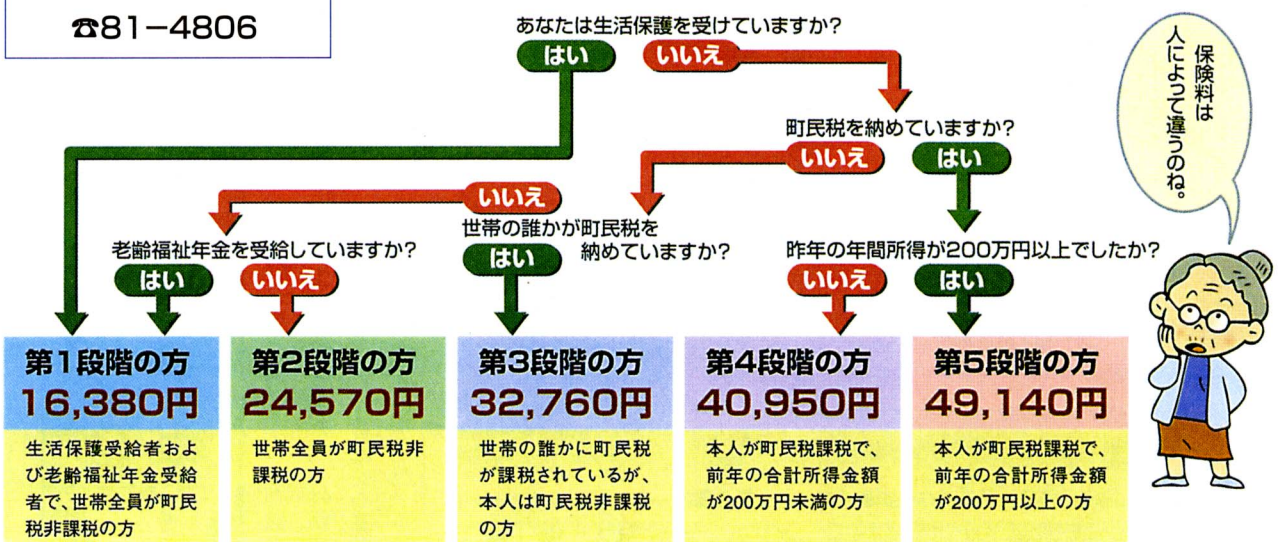 ☎81−4806
あなたは生活保護を受けていますか?
はい
いいえ
保険料は
人によって違うのね。
町民税を納めていますか?
いいえ
はい
いいえ
世帯の誰かが町民税を
納めていますか?
はい
老齢福祉年金を受給していますか?
はい
いいえ
昨年の年間所得が200万円以上でしたか?
いいえ
はい
第1段階の方
16,380円
生活保護受給者およ
び老齢福祉年金受給
者で、世帯全員が町民
税非課税の方
第2段階の方
24,570円
世帯全員が町民税非
課税の方
第3段階の方
32,760円
世帯の誰かに町民税
が課税されているが、
本人は町民税非課税
の方
第4段階の方
40,950円
本人が町民税課税で、
前年の合計所得金額
が200万円未満の方
第5段階の方
49,140円
本人が町民税課税で、
前年の合計所得金額
が200万円以上の方